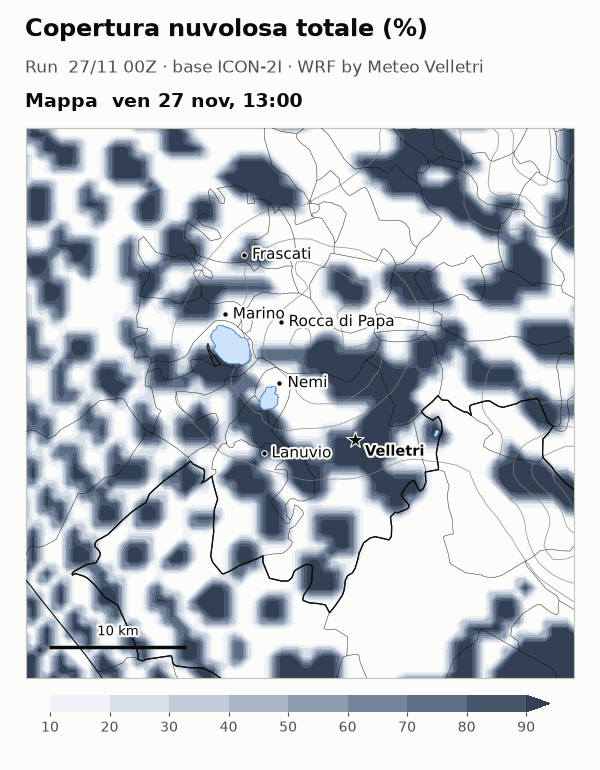 Copertura nuvolosa totale (%)
Run  27/11 00Z · base ICON-2I · WRF by Meteo Velletri
Mappa  ven 27 nov, 13:00
Frascati
Marino
Rocca di Papa
Nemi
Velletri
Lanuvio
10 km
10 20 30 40 50 60 70 80 90